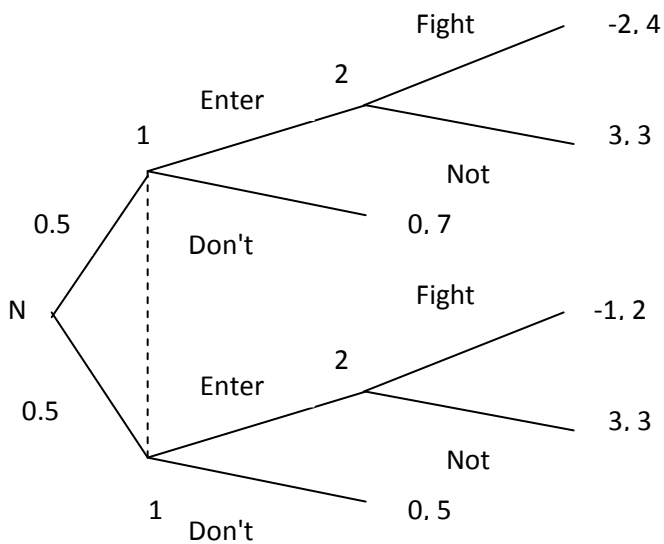 Fight
-2, 4
2
Enter
1
3, 3
Not
0.5
0, 7
Don't
Fight
N
-1, 2
2
Enter
0.5
3, 3
Not
1
0, 5
Don't